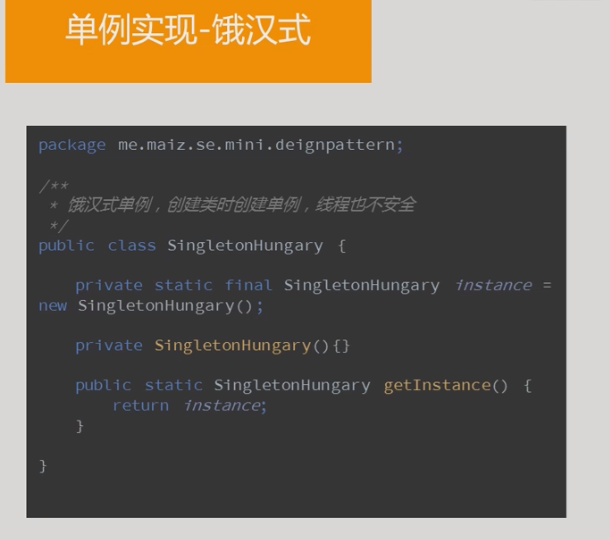 单例实现-饿汉式
package me.maiz.se.mini.deignpattern;
/**
* 饿汉式单例，创建类时创建单例，线程也不安全
*/
public class SingletonHungary {
private static final SingletonHungary instance =
new SingletonHungary();
private SingletonHungary(){}
public static SingletonHungary getInstance() {
return instance;
}
}